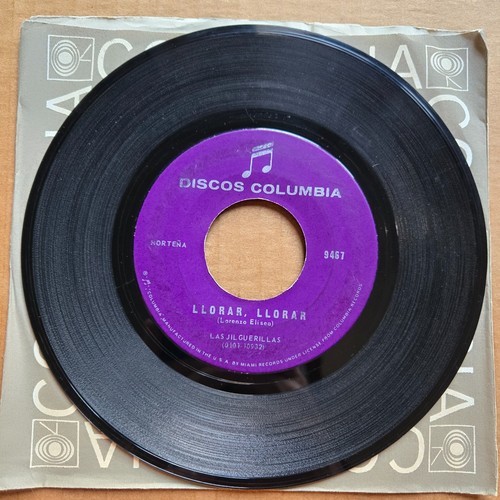 DISCOS COLUMBIA
NORTEÑA
9467
LLORAR, LLORAR
(Lorenzo Eliseo)
LAS JILGUERILLAS
MANUFACTURED IN THE U.S.A. BY MIAMI RECORDS UNDER LICENSE FROM COLUMBIA RECORDS